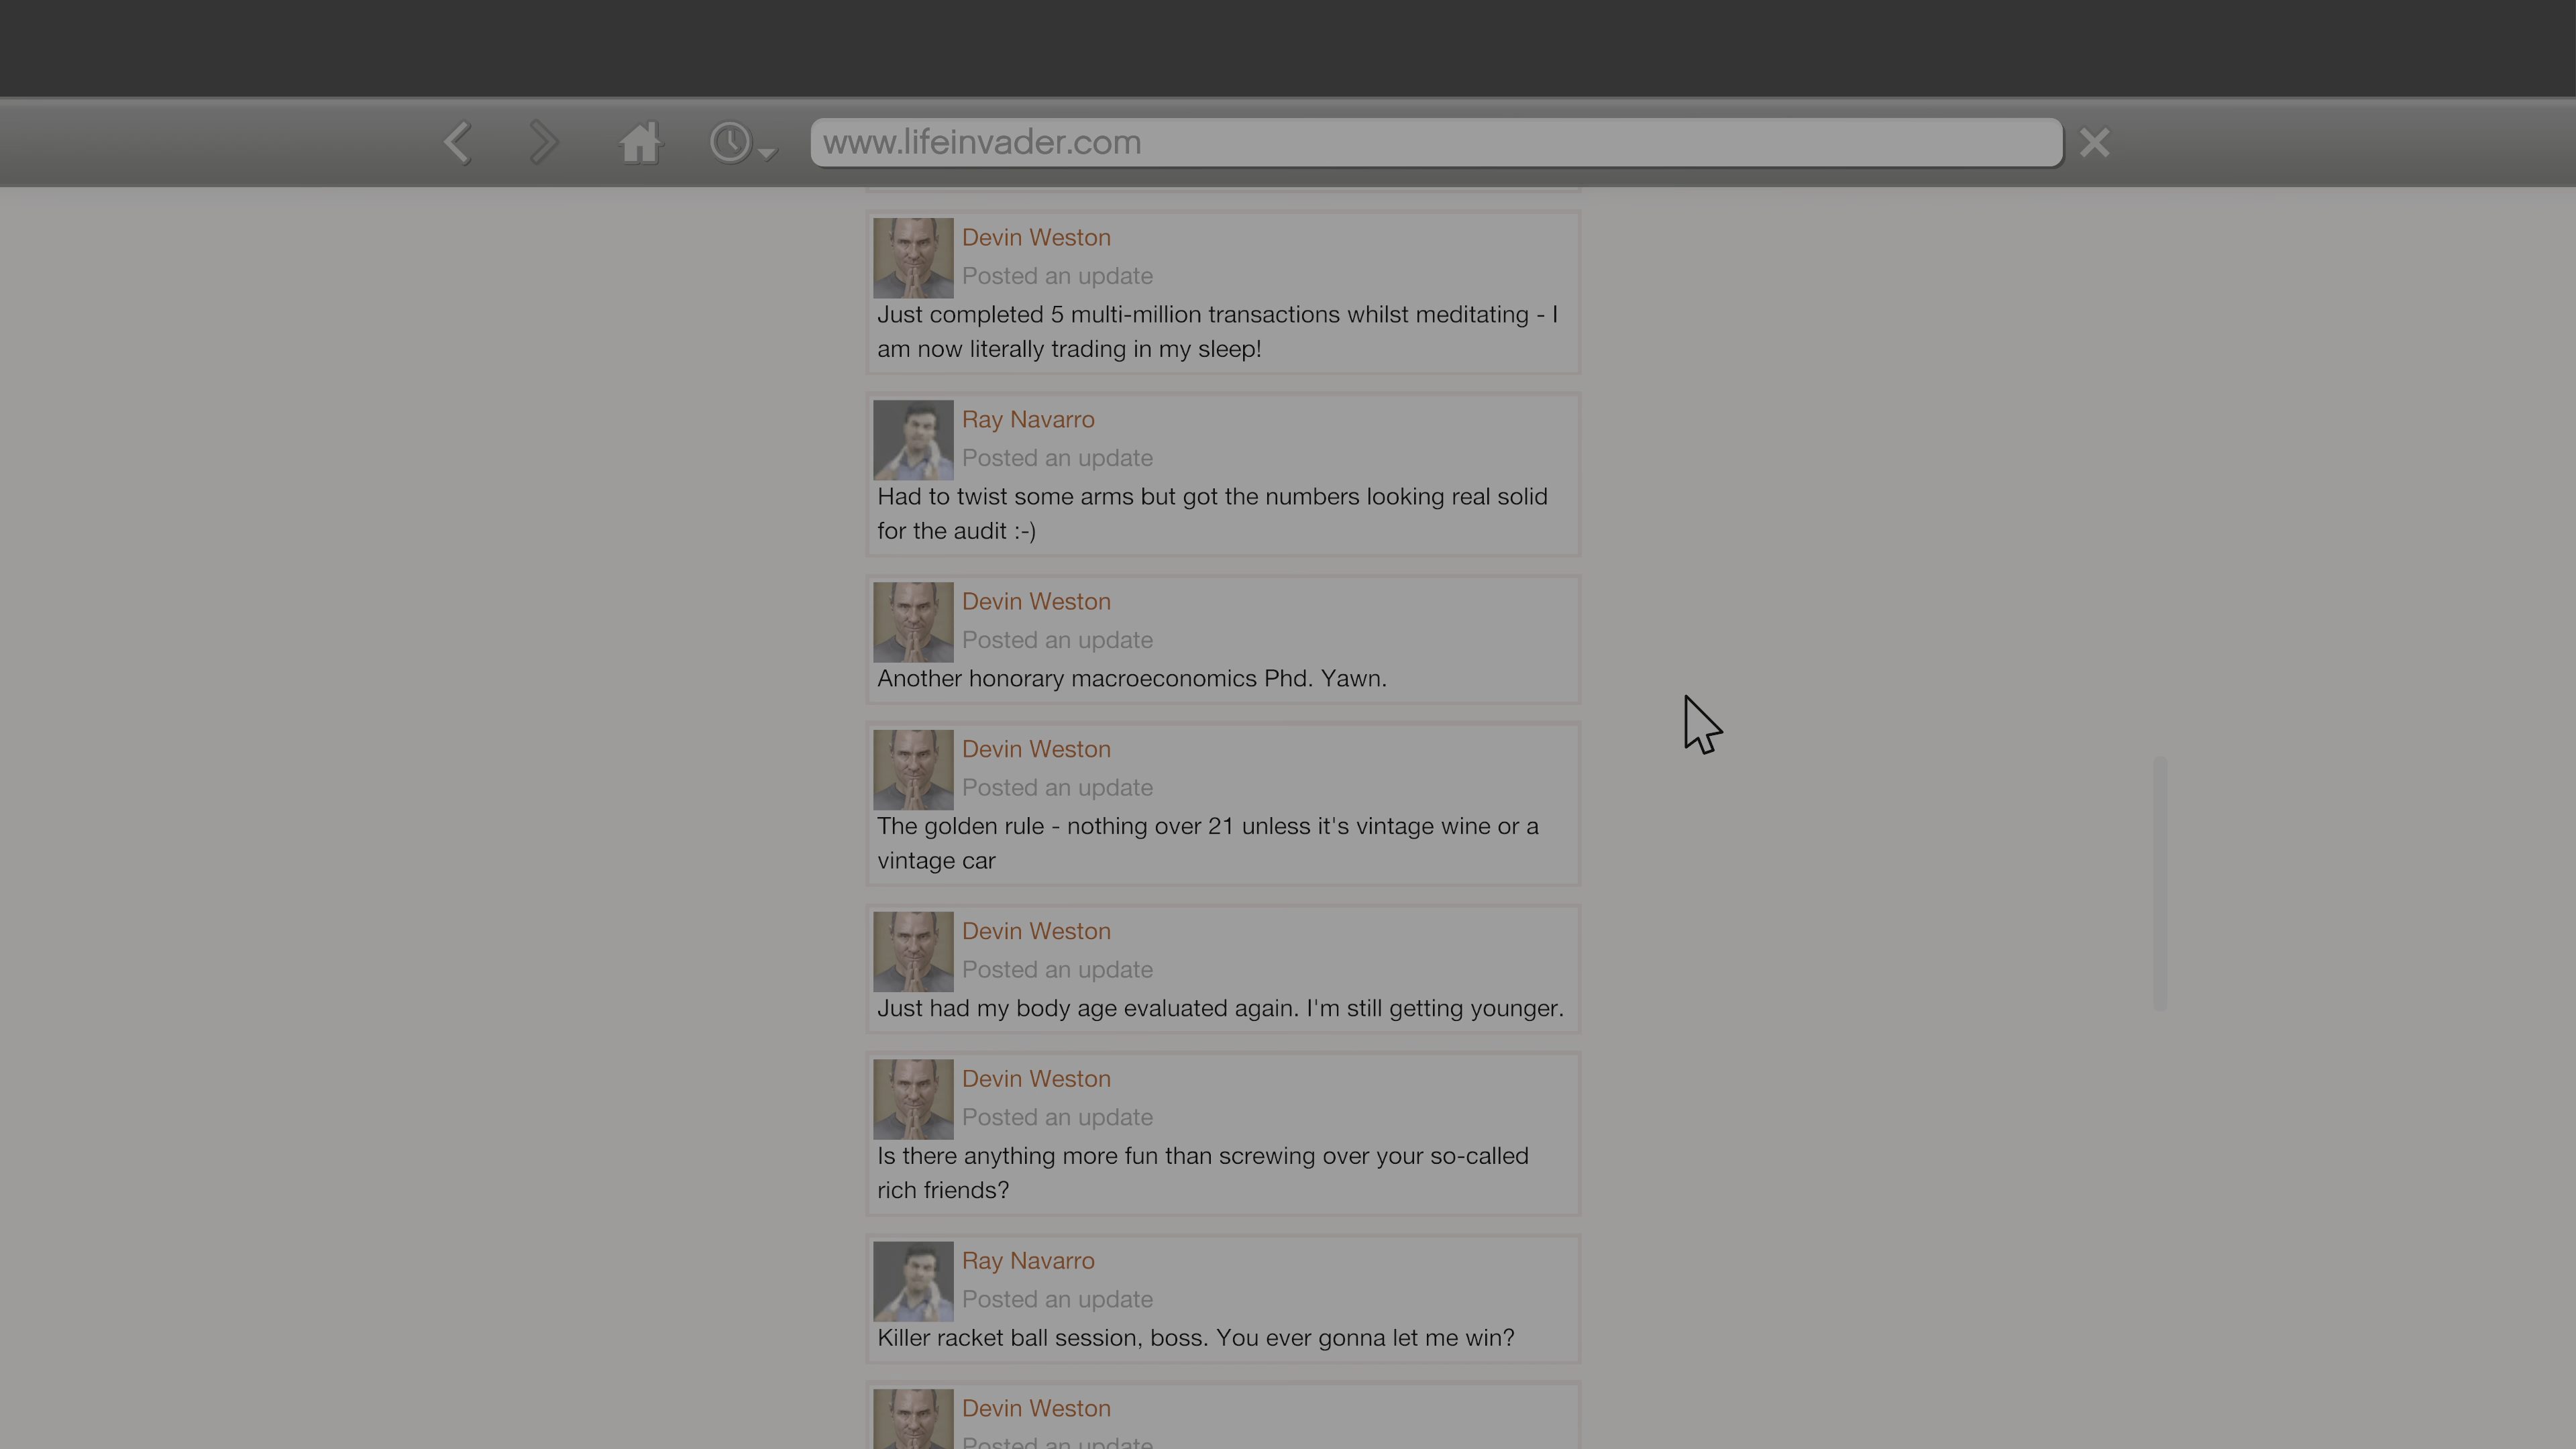 www.lifeinvader.com
Devin Weston
Posted an update
Just completed 5 multi-million transactions whilst meditating - I
am now literally trading in my sleep!
Ray Navarro
Posted an update
Had to twist some arms but got the numbers looking real solid
for the audit :-)
Devin Weston
Posted an update
Another honorary macroeconomics Phd. Yawn.
Devin Weston
Posted an update
The golden rule - nothing over 21 unless it's vintage wine or a
vintage car
Devin Weston
Posted an update
Just had my body age evaluated again. I'm still getting younger.
Devin Weston
Posted an update
Is there anything more fun than screwing over your so-called
rich friends?
Ray Navarro
Posted an update
Killer racket ball session, boss. You ever gonna let me win?
Devin Weston
Posted an update